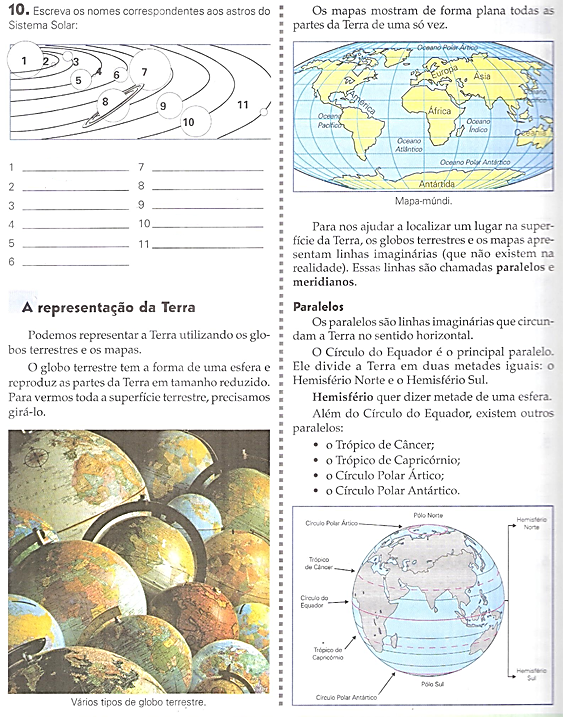 10. Escreva os nomes correspondentes aos astros do
Sistema Solar:
1
2
3
4
5
6
7
8
9
10
11
1
2
3
4
5
6
7
8
9
10
11
A representação da Terra
Podemos representar a Terra utilizando os glo-
bos terrestres e os mapas.
O globo terrestre tem a forma de uma esfera e
reproduz as partes da Terra em tamanho reduzido.
Para vermos toda a superfície terrestre, precisamos
girá-lo.
Vários tipos de globo terrestre.
Os mapas mostram de forma plana todas as
partes da Terra de uma só vez.
Oceano Polar Ártico
Europa
Ásia
América
África
Oceano
Pacífico
Oceano
Índico
Oceano
Atlântico
Oceania
Oceano Polar Antártico
Antártida
Mapa-múndi.
Para nos ajudar a localizar um lugar na super-
fície da Terra, os globos terrestres e os mapas apre-
sentam linhas imaginárias (que não existem na
realidade). Essas linhas são chamadas paralelos e
meridianos.
Paralelos
Os paralelos são linhas imaginárias que circun-
dam a Terra no sentido horizontal.
O Círculo do Equador é o principal paralelo.
Ele divide a Terra em duas metades iguais: o
Hemisfério Norte e o Hemisfério Sul.
Hemisfério quer dizer metade de uma esfera.
Além do Círculo do Equador, existem outros
paralelos:
• o Trópico de Câncer;
• o Trópico de Capricórnio;
• o Círculo Polar Ártico;
• o Círculo Polar Antártico.
Pólo Norte
Círculo Polar Ártico
Hemisfério
Norte
Trópico
de Câncer
Círculo do
Equador
Trópico de
Capricórnio
Hemisfério
Sul
Pólo Sul
Círculo Polar Antártico